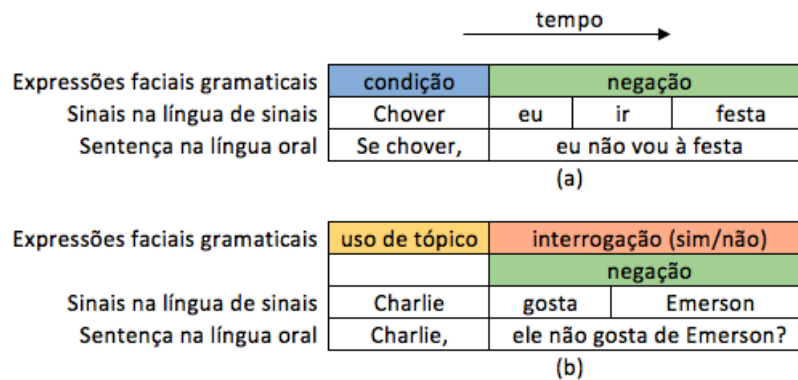 tempo
Expressões faciais gramaticais condição negação
Sinais na língua de sinais Chover eu ir festa
Sentença na língua oral Se chover, eu não vou à festa
(a)
Expressões faciais gramaticais uso de tópico interrogação (sim/não)
negação
Sinais na língua de sinais Charlie gosta Emerson
Sentença na língua oral Charlie, ele não gosta de Emerson?
(b)